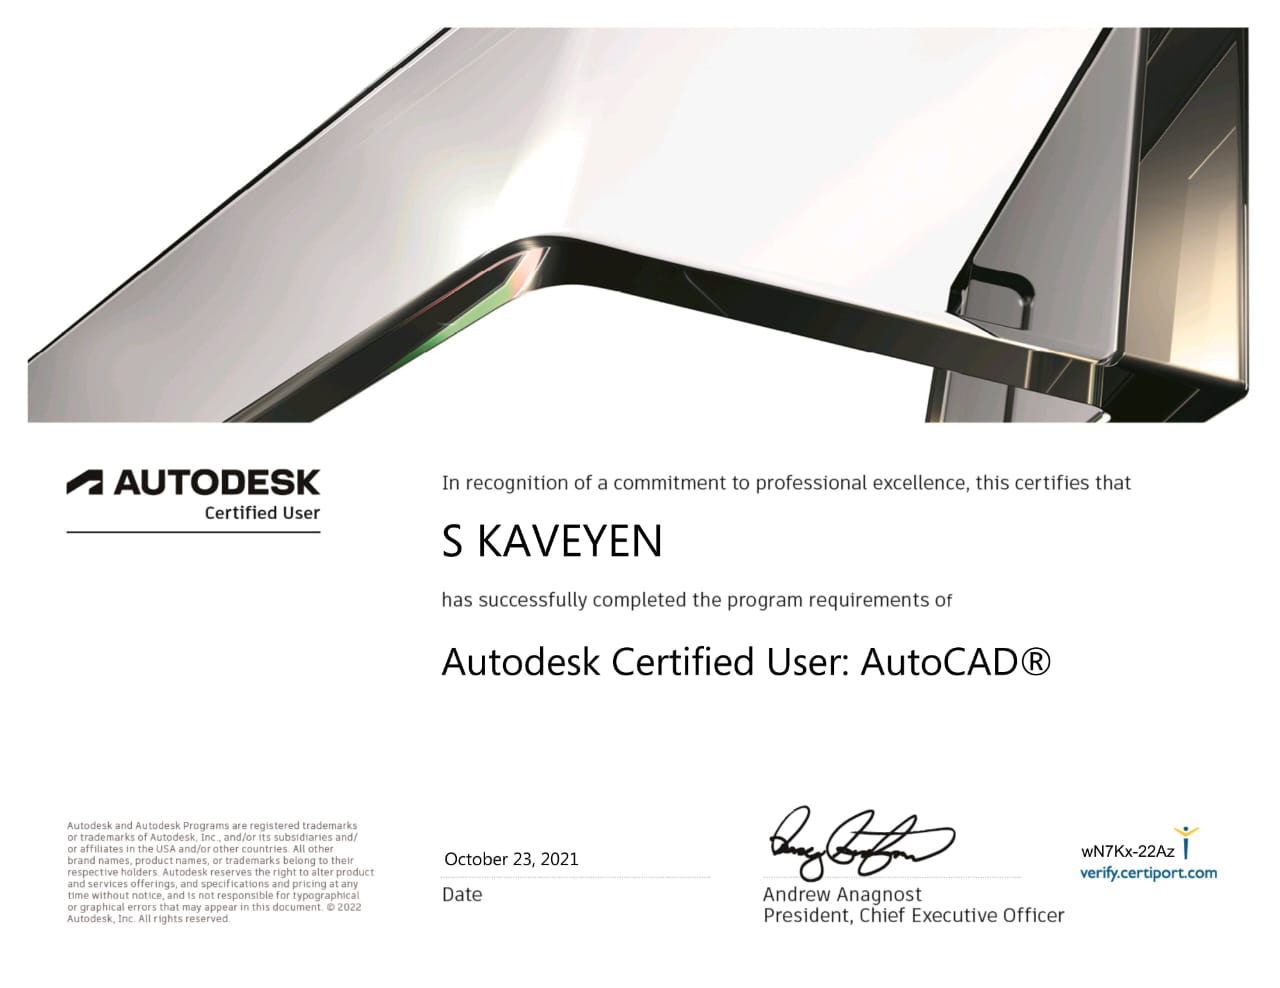 AUTODESK
Certified User
In recognition of a commitment to professional excellence, this certifies that
S KAVEYEN
has successfully completed the program requirements of
Autodesk Certified User: AutoCAD®
Autodesk and Autodesk Programs are registered trademarks
or trademarks of Autodesk, Inc., and/or its subsidiaries and/
or affiliates in the USA and/or other countries. All other
brand names, product names, or trademarks belong to their
respective holders. Autodesk reserves the right to alter product
and services offerings, and specifications and pricing at any
time without notice, and is not responsible for typographical
or graphical errors that may appear in this document. © 2022
Autodesk, Inc. All rights reserved.
October 23, 2021
Date
Andrew Anagnost
President, Chief Executive Officer
wN7Kx-22Az
verify.certiport.com